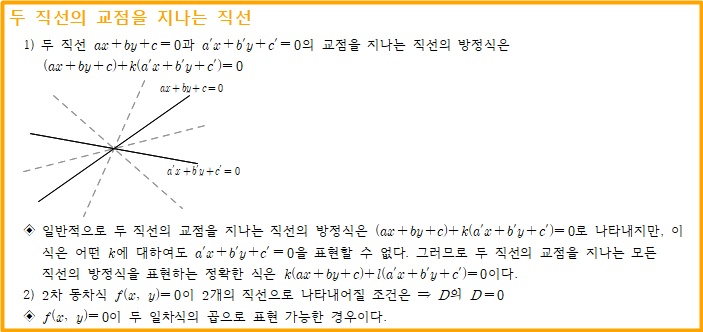 두 직선의 교점을 지나는 직선
1) 두 직선 ax+by+c=0과 a′x+b′y+c′=0의 교점을 지나는 직선의 방정식은
(ax+by+c)+k(a′x+b′y+c′)=0
ax+by+c=0
a′x+b′y+c′=0
◈ 일반적으로 두 직선의 교점을 지나는 직선의 방정식은 (ax+by+c)+k(a′x+b′y+c′)=0로 나타내지만, 이
식은 어떤 k에 대하여도 a′x+b′y+c′=0을 표현할 수 없다. 그러므로 두 직선의 교점을 지나는 모든
직선의 방정식을 표현하는 정확한 식은 k(ax+by+c)+l(a′x+b′y+c′)=0이다.
2) 2차 동차식 f(x, y)=0이 2개의 직선으로 나타내어질 조건은 ⇒ D의 D=0
◈ f(x, y)=0이 두 일차식의 곱으로 표현 가능한 경우이다.